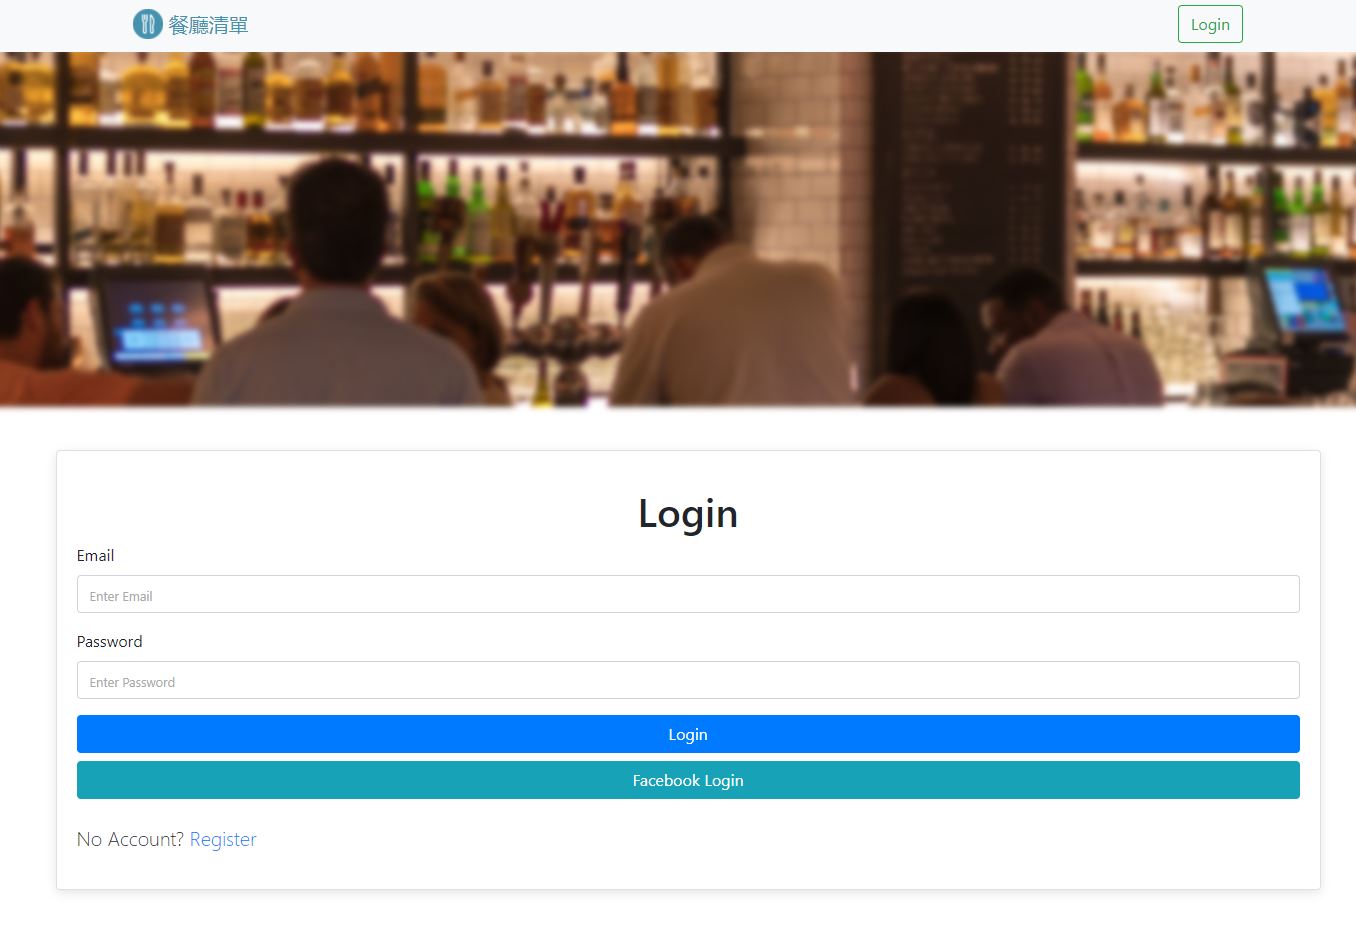 餐廳清單
Login
Login
Email
Enter Email
Password
Enter Password
Login
Facebook Login
No Account? Register